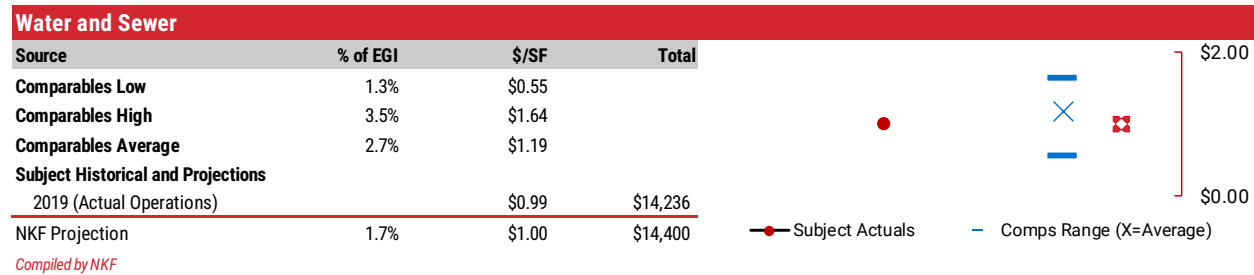 Water and Sewer
Source % of EGI $/SF Total
Comparables Low 1.3% $0.55
Comparables High 3.5% $1.64
Comparables Average 2.7% $1.19
Subject Historical and Projections
2019 (Actual Operations) $0.99 $14,236
NKF Projection 1.7% $1.00 $14,400
Compiled by NKF
$2.00
$0.00
Subject Actuals Comps Range (X=Average)